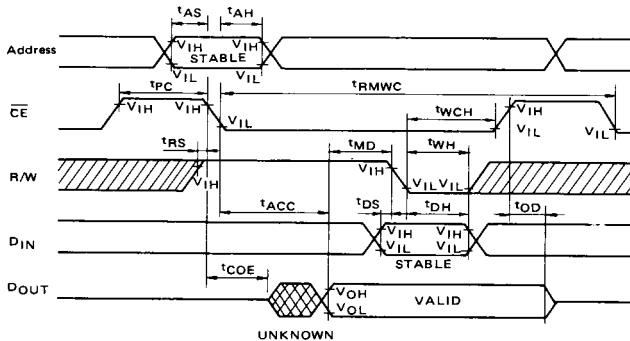 tAS tAH
Address VIH VIH
STABLE
VIL VIL
tPC tRMWC
CE VIH VIH tWCH VIH
VIL VIL
tRS tMD tWH
R/W VIH VIH VIL VIL
tACC tDS tDH tOD
DIN VIH VIH
VIL VIL
STABLE
tCOE
DOUT VOH VALID
VOL
UNKNOWN